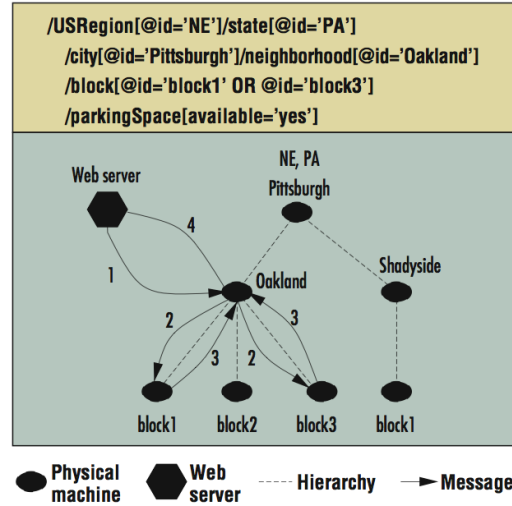 /USRegion[@id='NE']/state[@id='PA']
/city[@id='Pittsburgh']/neighborhood[@id='Oakland']
/block[@id='block1' OR @id='block3']
/parkingSpace[available='yes']
NE, PA
Web server
Pittsburgh
4
1
Oakland
Shadyside
2
3
3
2
block1
block2
block3
block1
Physical machine
Web server
Hierarchy
Message